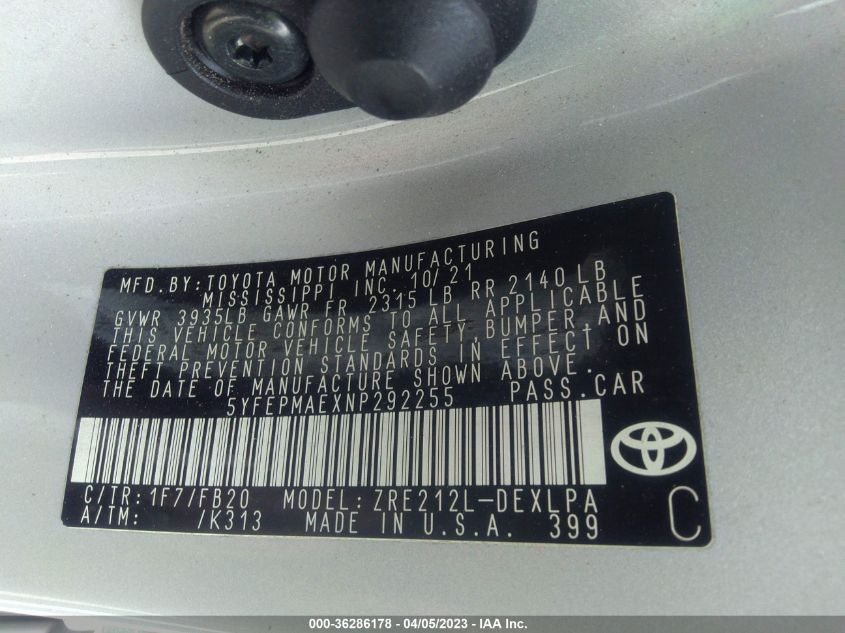 MFD.BY:TOYOTA MOTOR MANUFACTURING
MISSISSIPPI INC. 10/21
GVWR 3935LB GAWR FR 2315 LB RR 2140 LB
THIS VEHICLE CONFORMS TO ALL APPLICABLE
FEDERAL MOTOR VEHICLE SAFETY,BUMPER,AND
THEFT PREVENTION STANDARDS IN EFFECT ON
THE DATE OF MANUFACTURE SHOWN ABOVE.
5YFEPMAEXNP292255 PASS.CAR
C/TR:1F7/FB20 MODEL:ZRE212L-DEXLPA
A/TM: /K313 MADE IN U.S.A. 399
C
000-36286178 - 04/05/2023 - IAA Inc.